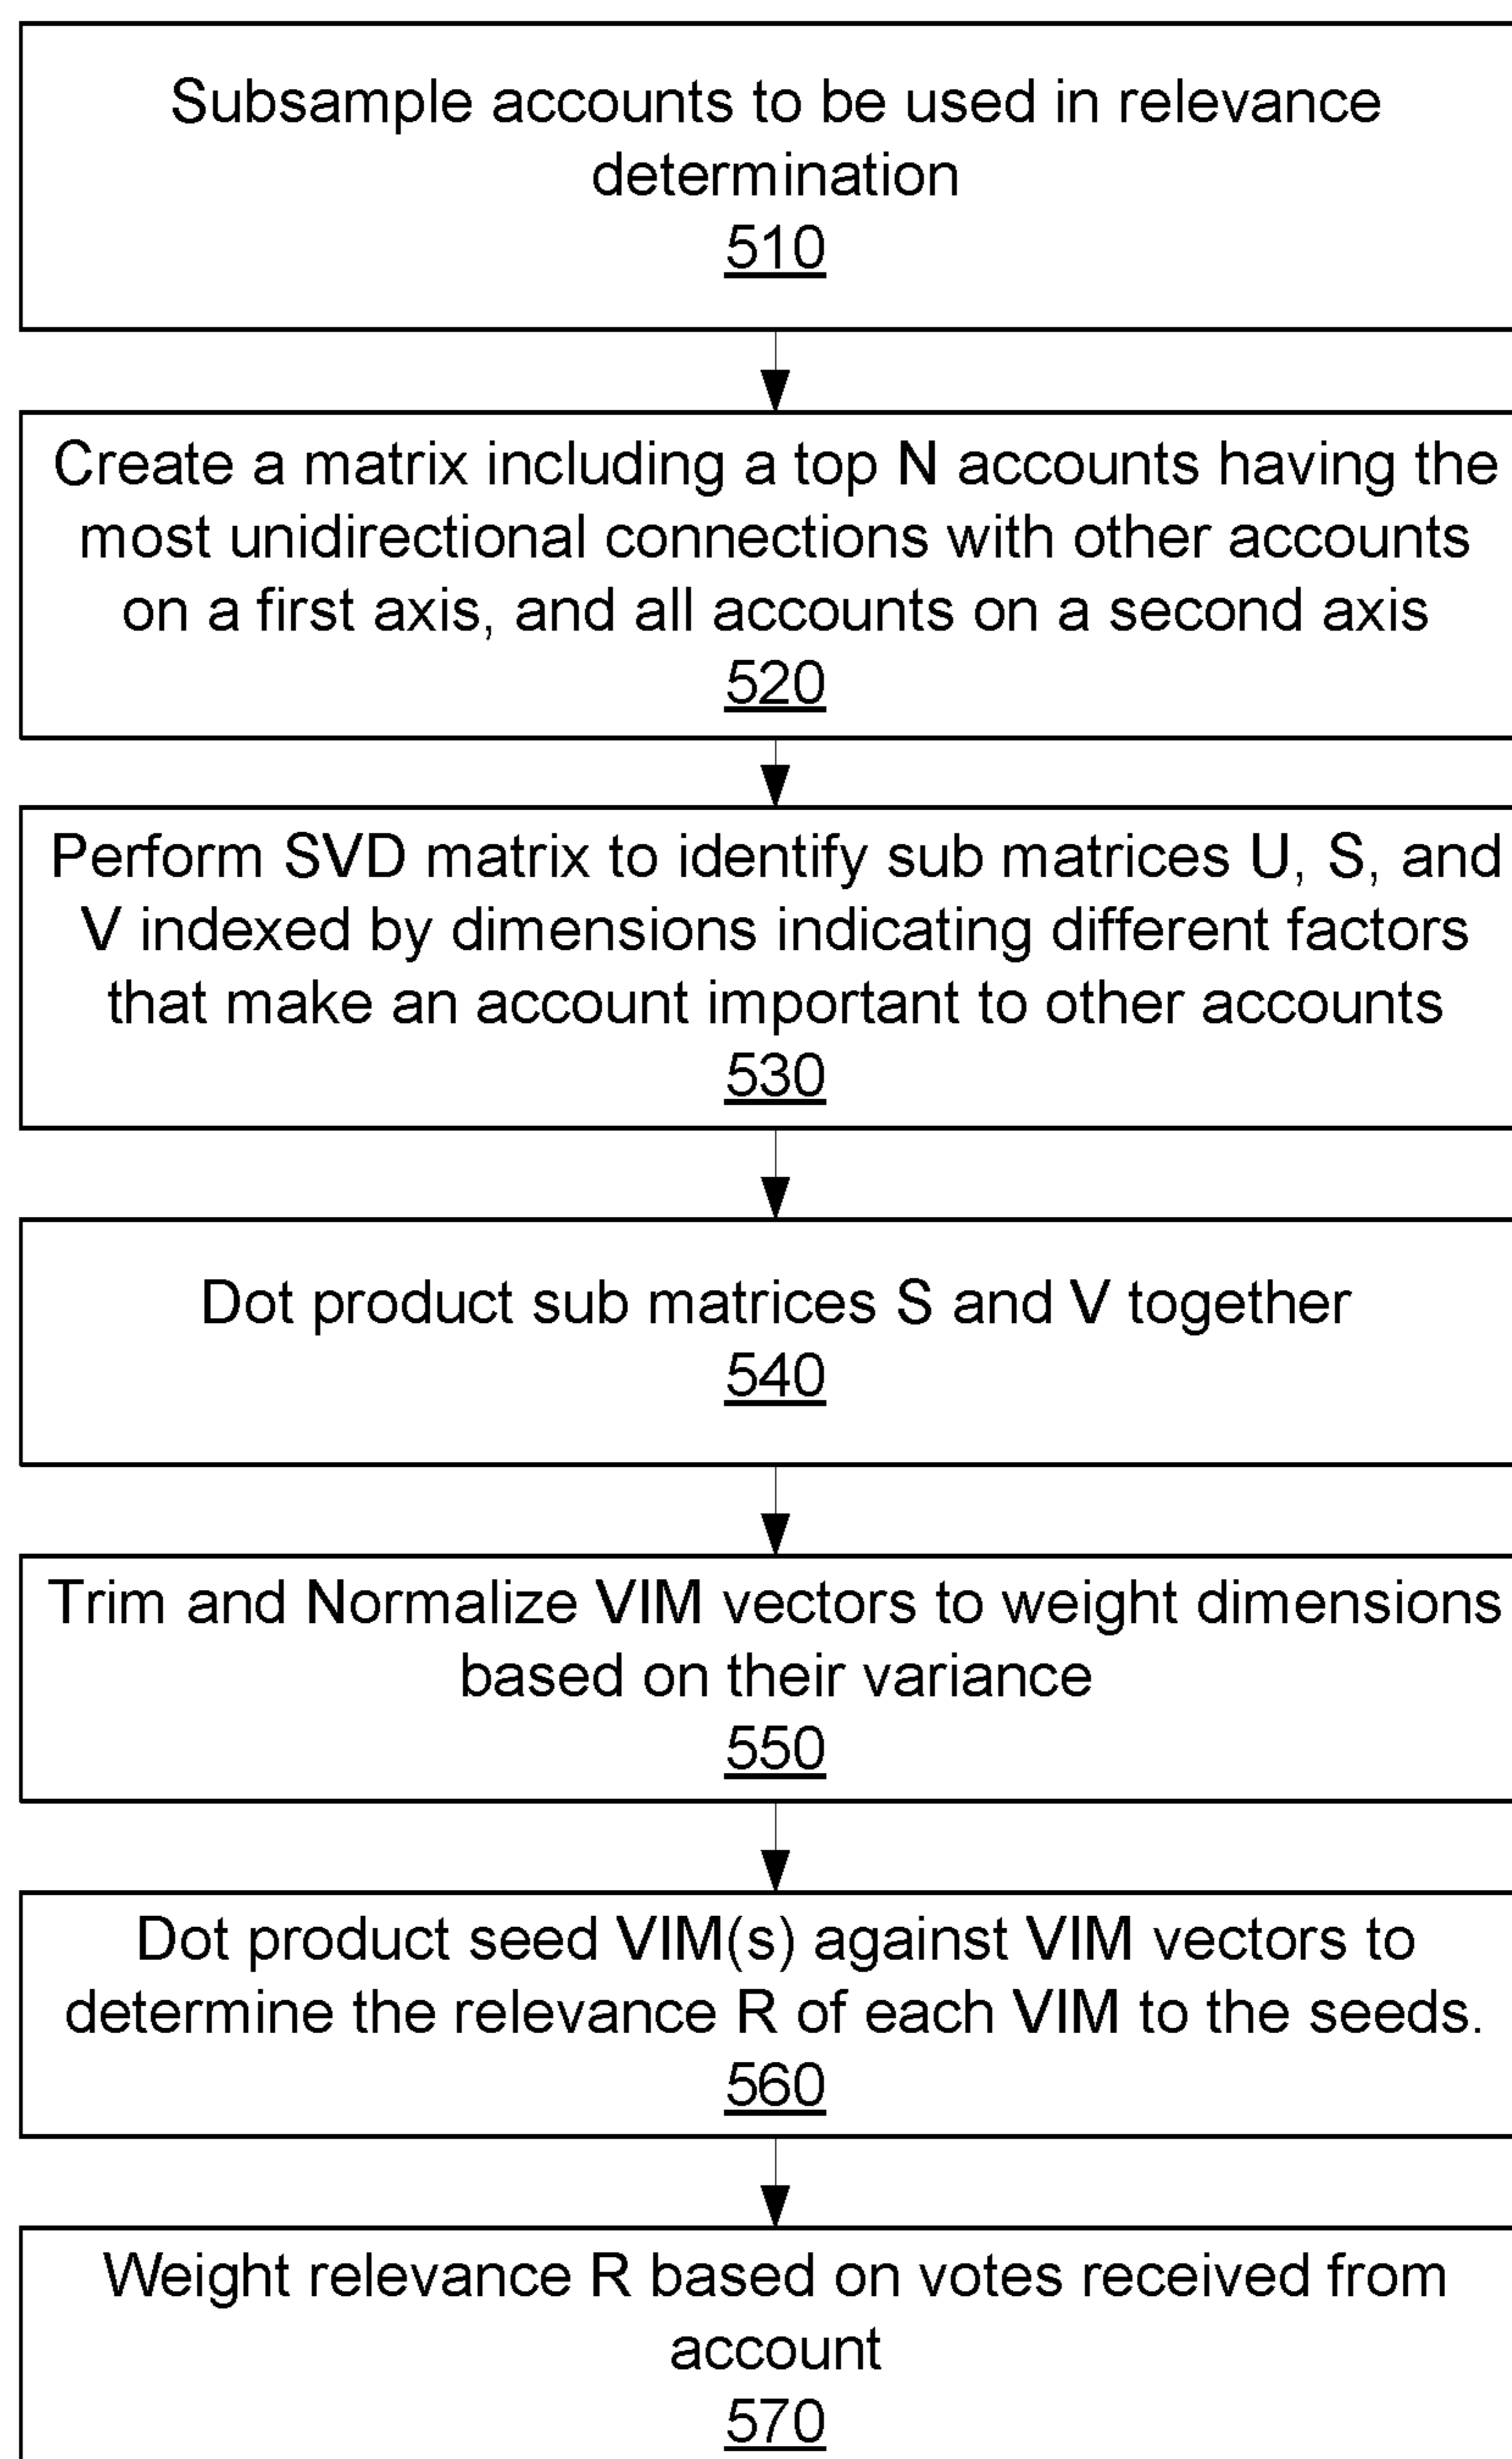 Subsample accounts to be used in relevance
determination
510
Create a matrix including a top N accounts having the
most unidirectional connections with other accounts
on a first axis, and all accounts on a second axis
520
Perform SVD matrix to identify sub matrices U, S, and
V indexed by dimensions indicating different factors
that make an account important to other accounts
530
Dot product sub matrices S and V together
540
Trim and Normalize VIM vectors to weight dimensions
based on their variance
550
Dot product seed VIM(s) against VIM vectors to
determine the relevance R of each VIM to the seeds.
560
Weight relevance R based on votes received from
account
570